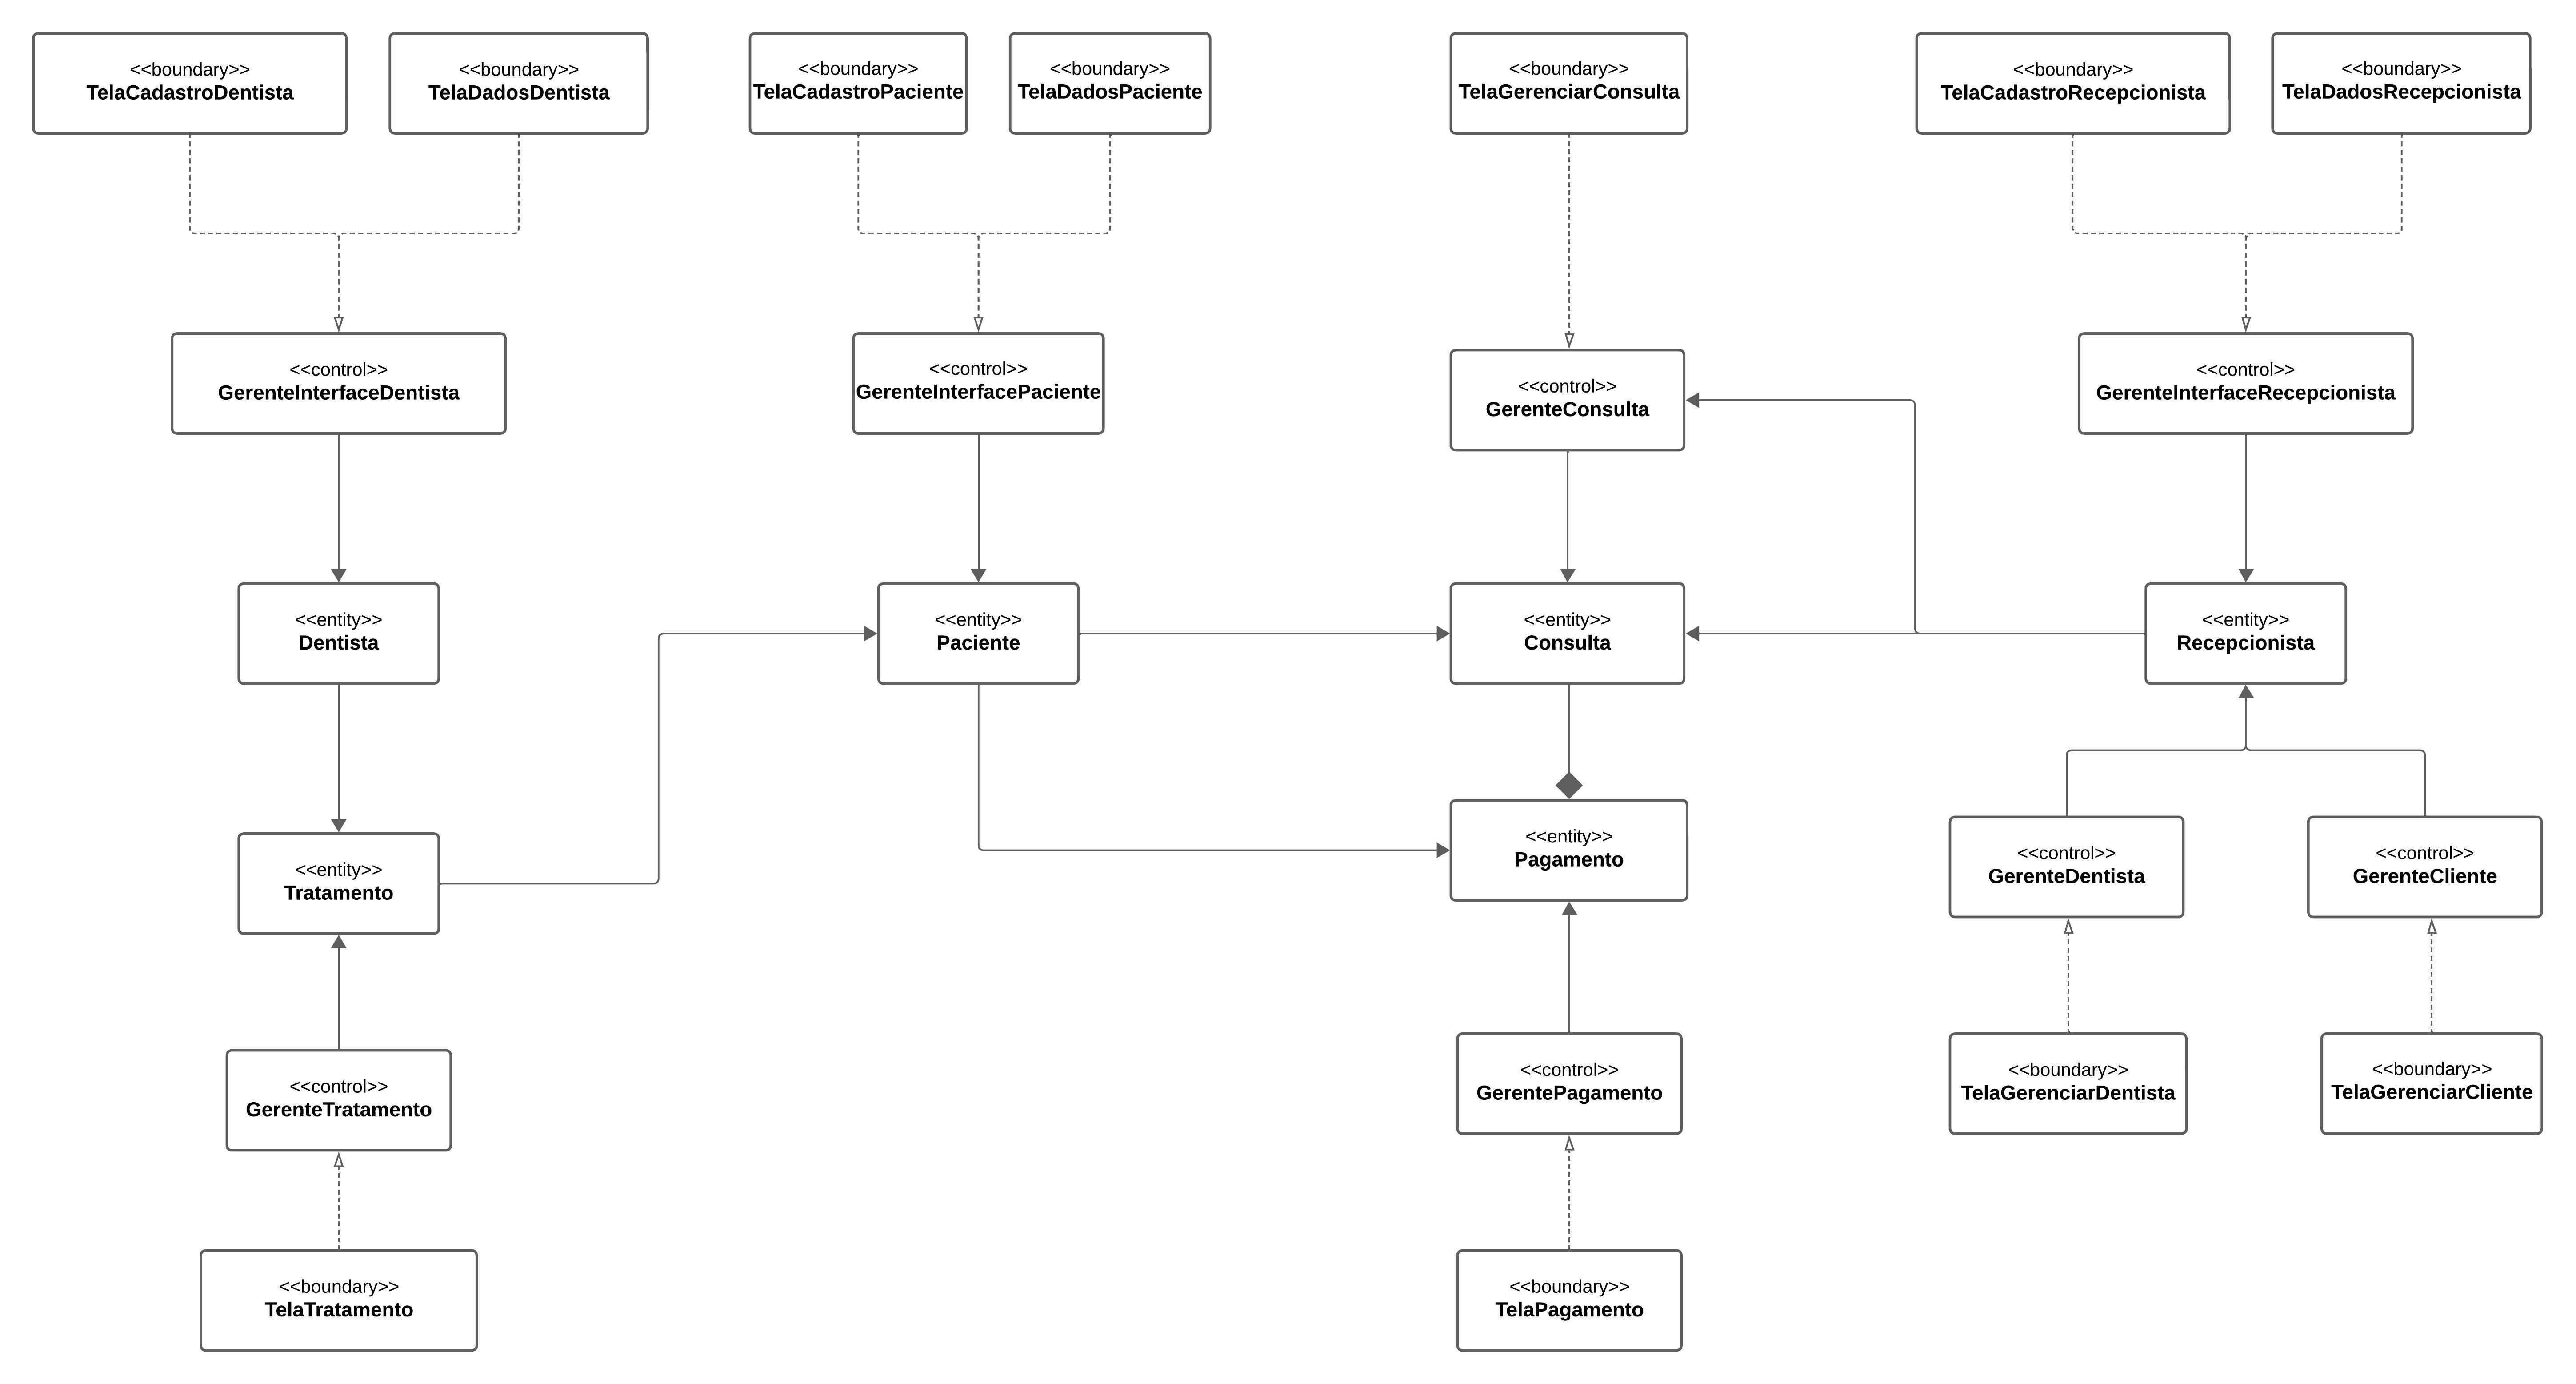 <<boundary>>
TelaCadastroDentista
<<boundary>>
TelaDadosDentista
<<boundary>>
TelaCadastroPaciente
<<boundary>>
TelaDadosPaciente
<<boundary>>
TelaGerenciarConsulta
<<boundary>>
TelaCadastroRecepcionista
<<boundary>>
TelaDadosRecepcionista
<<control>>
GerenteInterfaceDentista
<<control>>
GerenteInterfacePaciente
<<control>>
GerenteConsulta
<<control>>
GerenteInterfaceRecepcionista
<<entity>>
Dentista
<<entity>>
Paciente
<<entity>>
Consulta
<<entity>>
Recepcionista
<<entity>>
Tratamento
<<entity>>
Pagamento
<<control>>
GerenteDentista
<<control>>
GerenteCliente
<<control>>
GerenteTratamento
<<control>>
GerentePagamento
<<boundary>>
TelaGerenciarDentista
<<boundary>>
TelaGerenciarCliente
<<boundary>>
TelaTratamento
<<boundary>>
TelaPagamento